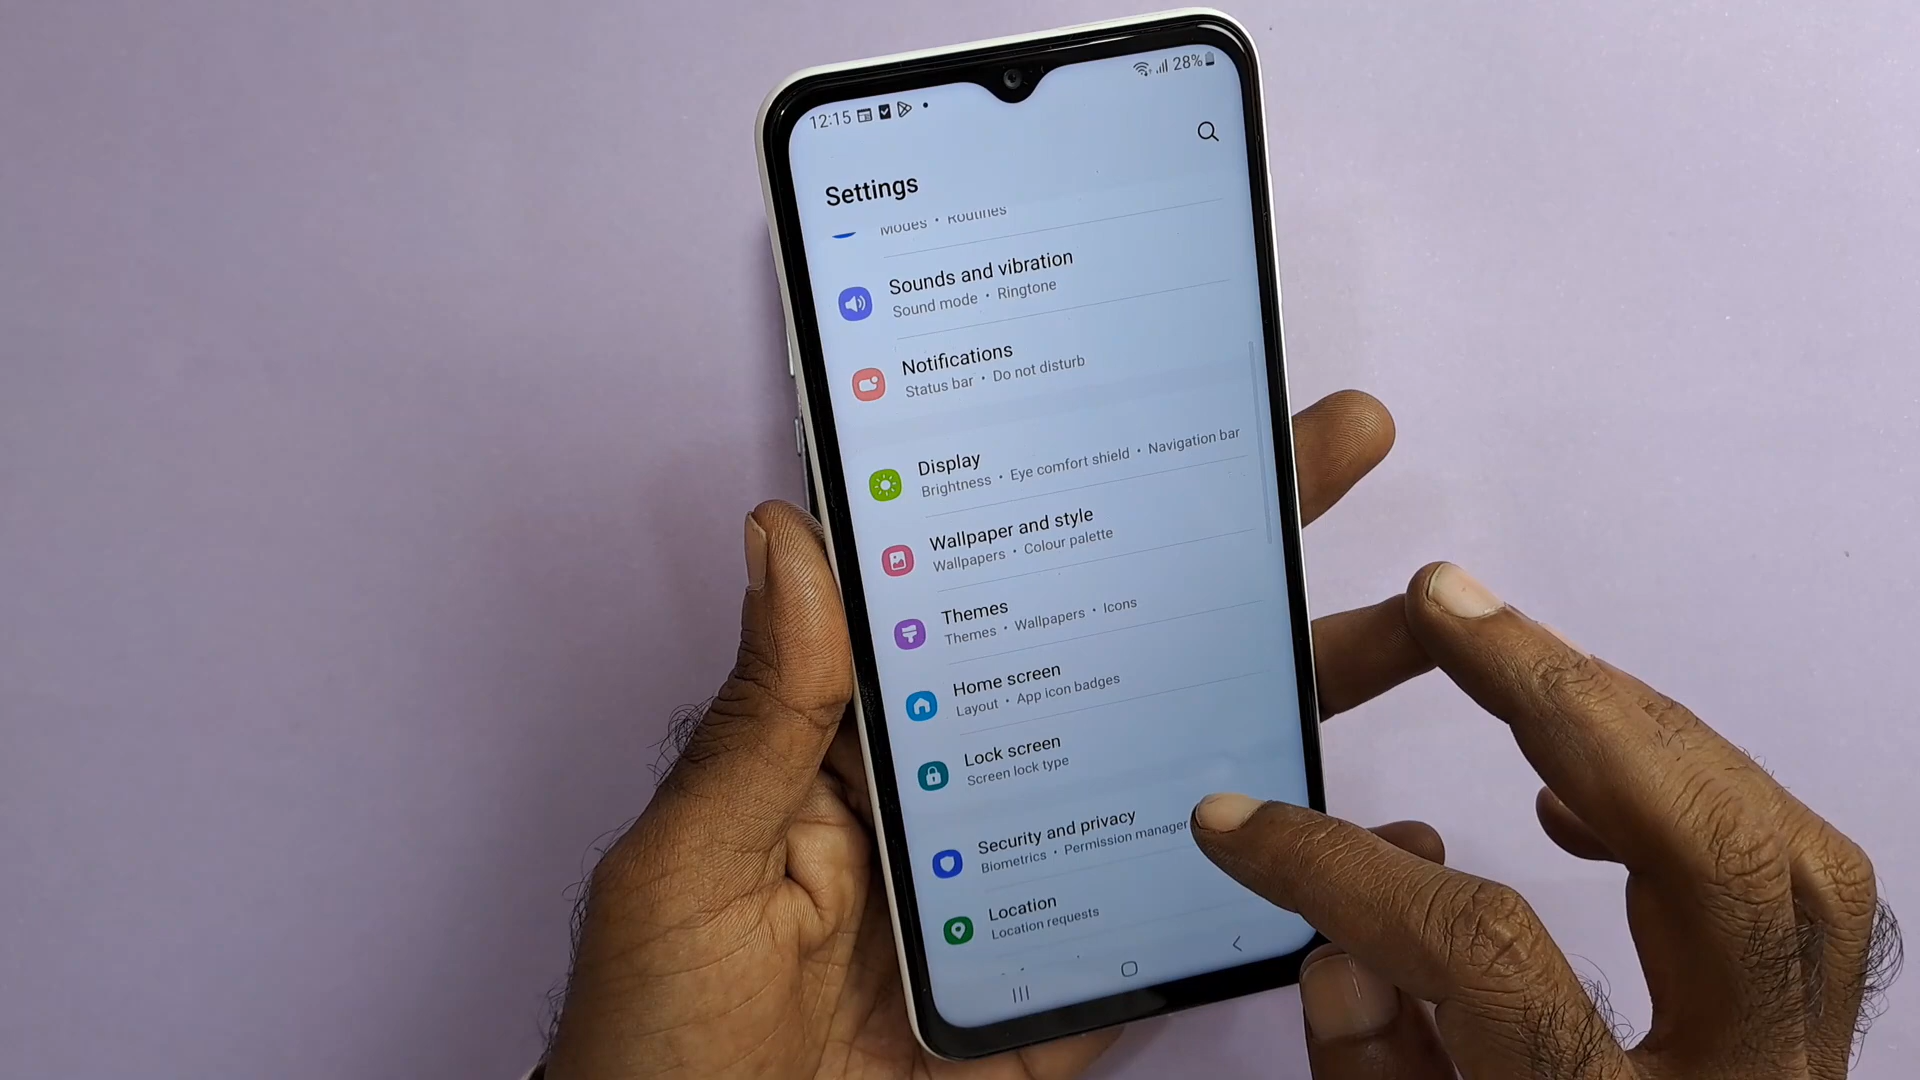 12:15
28%
Settings
Modes • Routines
Sounds and vibration
Sound mode • Ringtone
Notifications
Status bar • Do not disturb
Display
Brightness • Eye comfort shield • Navigation bar
Wallpaper and style
Wallpapers • Colour palette
Themes
Themes • Wallpapers • Icons
Home screen
Layout • App icon badges
Lock screen
Screen lock type
Security and privacy
Biometrics • Permission manager
Location
Location requests